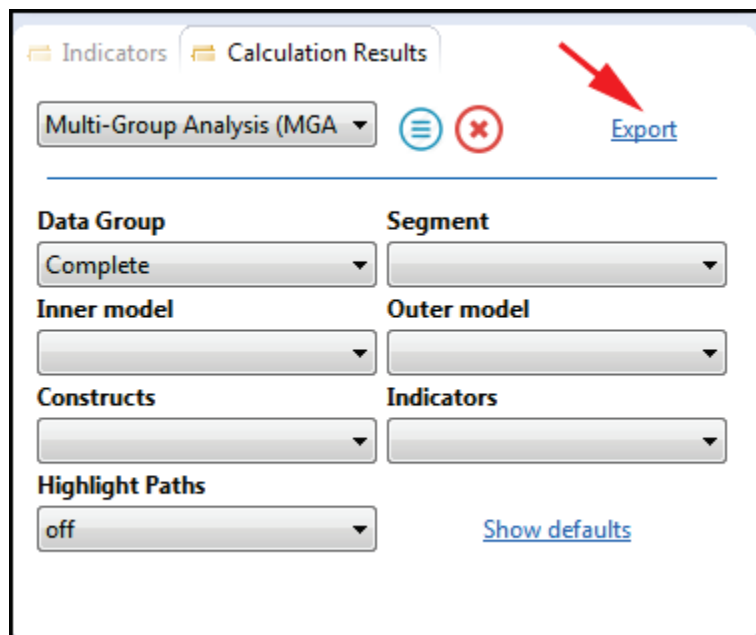 Indicators Calculation Results
Multi-Group Analysis (MGA Export
Data Group Segment
Complete
Inner model Outer model
Constructs Indicators
Highlight Paths
off Show defaults